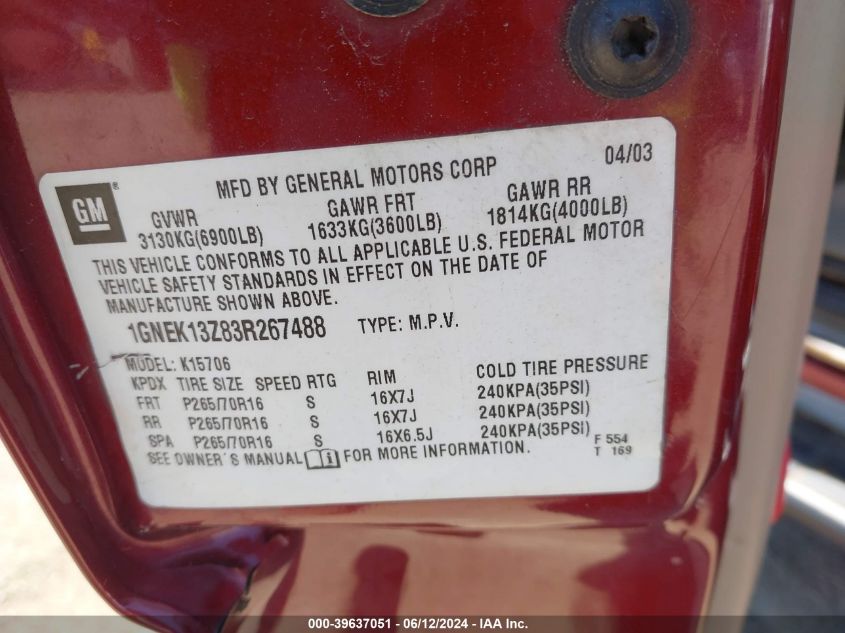 GM®
MFD BY GENERAL MOTORS CORP 04/03
GVWR GAWR FRT GAWR RR
3130KG(6900LB) 1633KG(3600LB) 1814KG(4000LB)
THIS VEHICLE CONFORMS TO ALL APPLICABLE U.S. FEDERAL MOTOR
VEHICLE SAFETY STANDARDS IN EFFECT ON THE DATE OF
MANUFACTURE SHOWN ABOVE.
1GNEK13Z83R267488 TYPE: M.P.V.
MODEL: K15706
KPDX TIRE SIZE SPEED RTG RIM COLD TIRE PRESSURE
FRT P265/70R16 S 16X7J 240KPA(35PSI)
RR P265/70R16 S 16X7J 240KPA(35PSI)
SPA P265/70R16 S 16X6.5J 240KPA(35PSI)
SEE OWNER'S MANUAL FOR MORE INFORMATION.
F 554
T 169
000-39637051 - 06/12/2024 - IAA Inc.